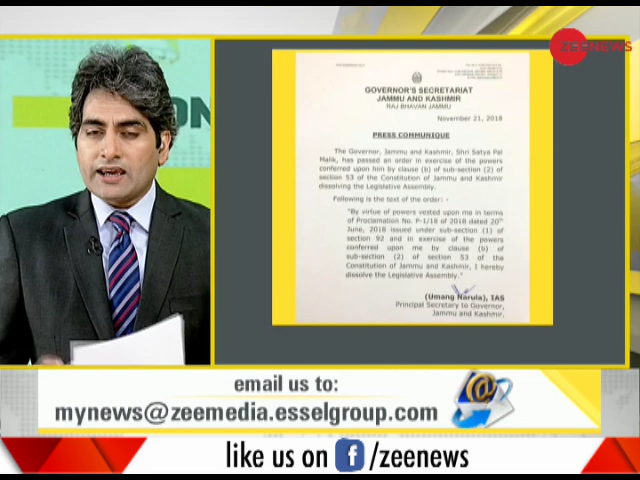 ZEE NEWS
ON
GOVERNOR'S SECRETARIAT
JAMMU AND KASHMIR
RAJ BHAVAN JAMMU
November 21, 2018
PRESS COMMUNIQUE
The Governor, Jammu and Kashmir, Shri Satya Pal
Malik, has passed an order in exercise of the powers
conferred upon him by clause (b) of sub-section (2) of
section 53 of the Constitution of Jammu and Kashmir
dissolving the Legislative Assembly.
Following is the text of the order: -
"By virtue of powers vested upon me in terms
of Proclamation No. P-1/18 of 2018 dated 20th
June, 2018 issued under sub-section (1) of
section 92 and in exercise of the powers
conferred upon me by clause (b) of
sub-section (2) of section 53 of the
Constitution of Jammu and Kashmir, I hereby
dissolve the Legislative Assembly."
(Umang Narula), IAS
Principal Secretary to Governor,
Jammu and Kashmir.
email us to:
mynews@zeemedia.esselgroup.com
like us on f/zeenews